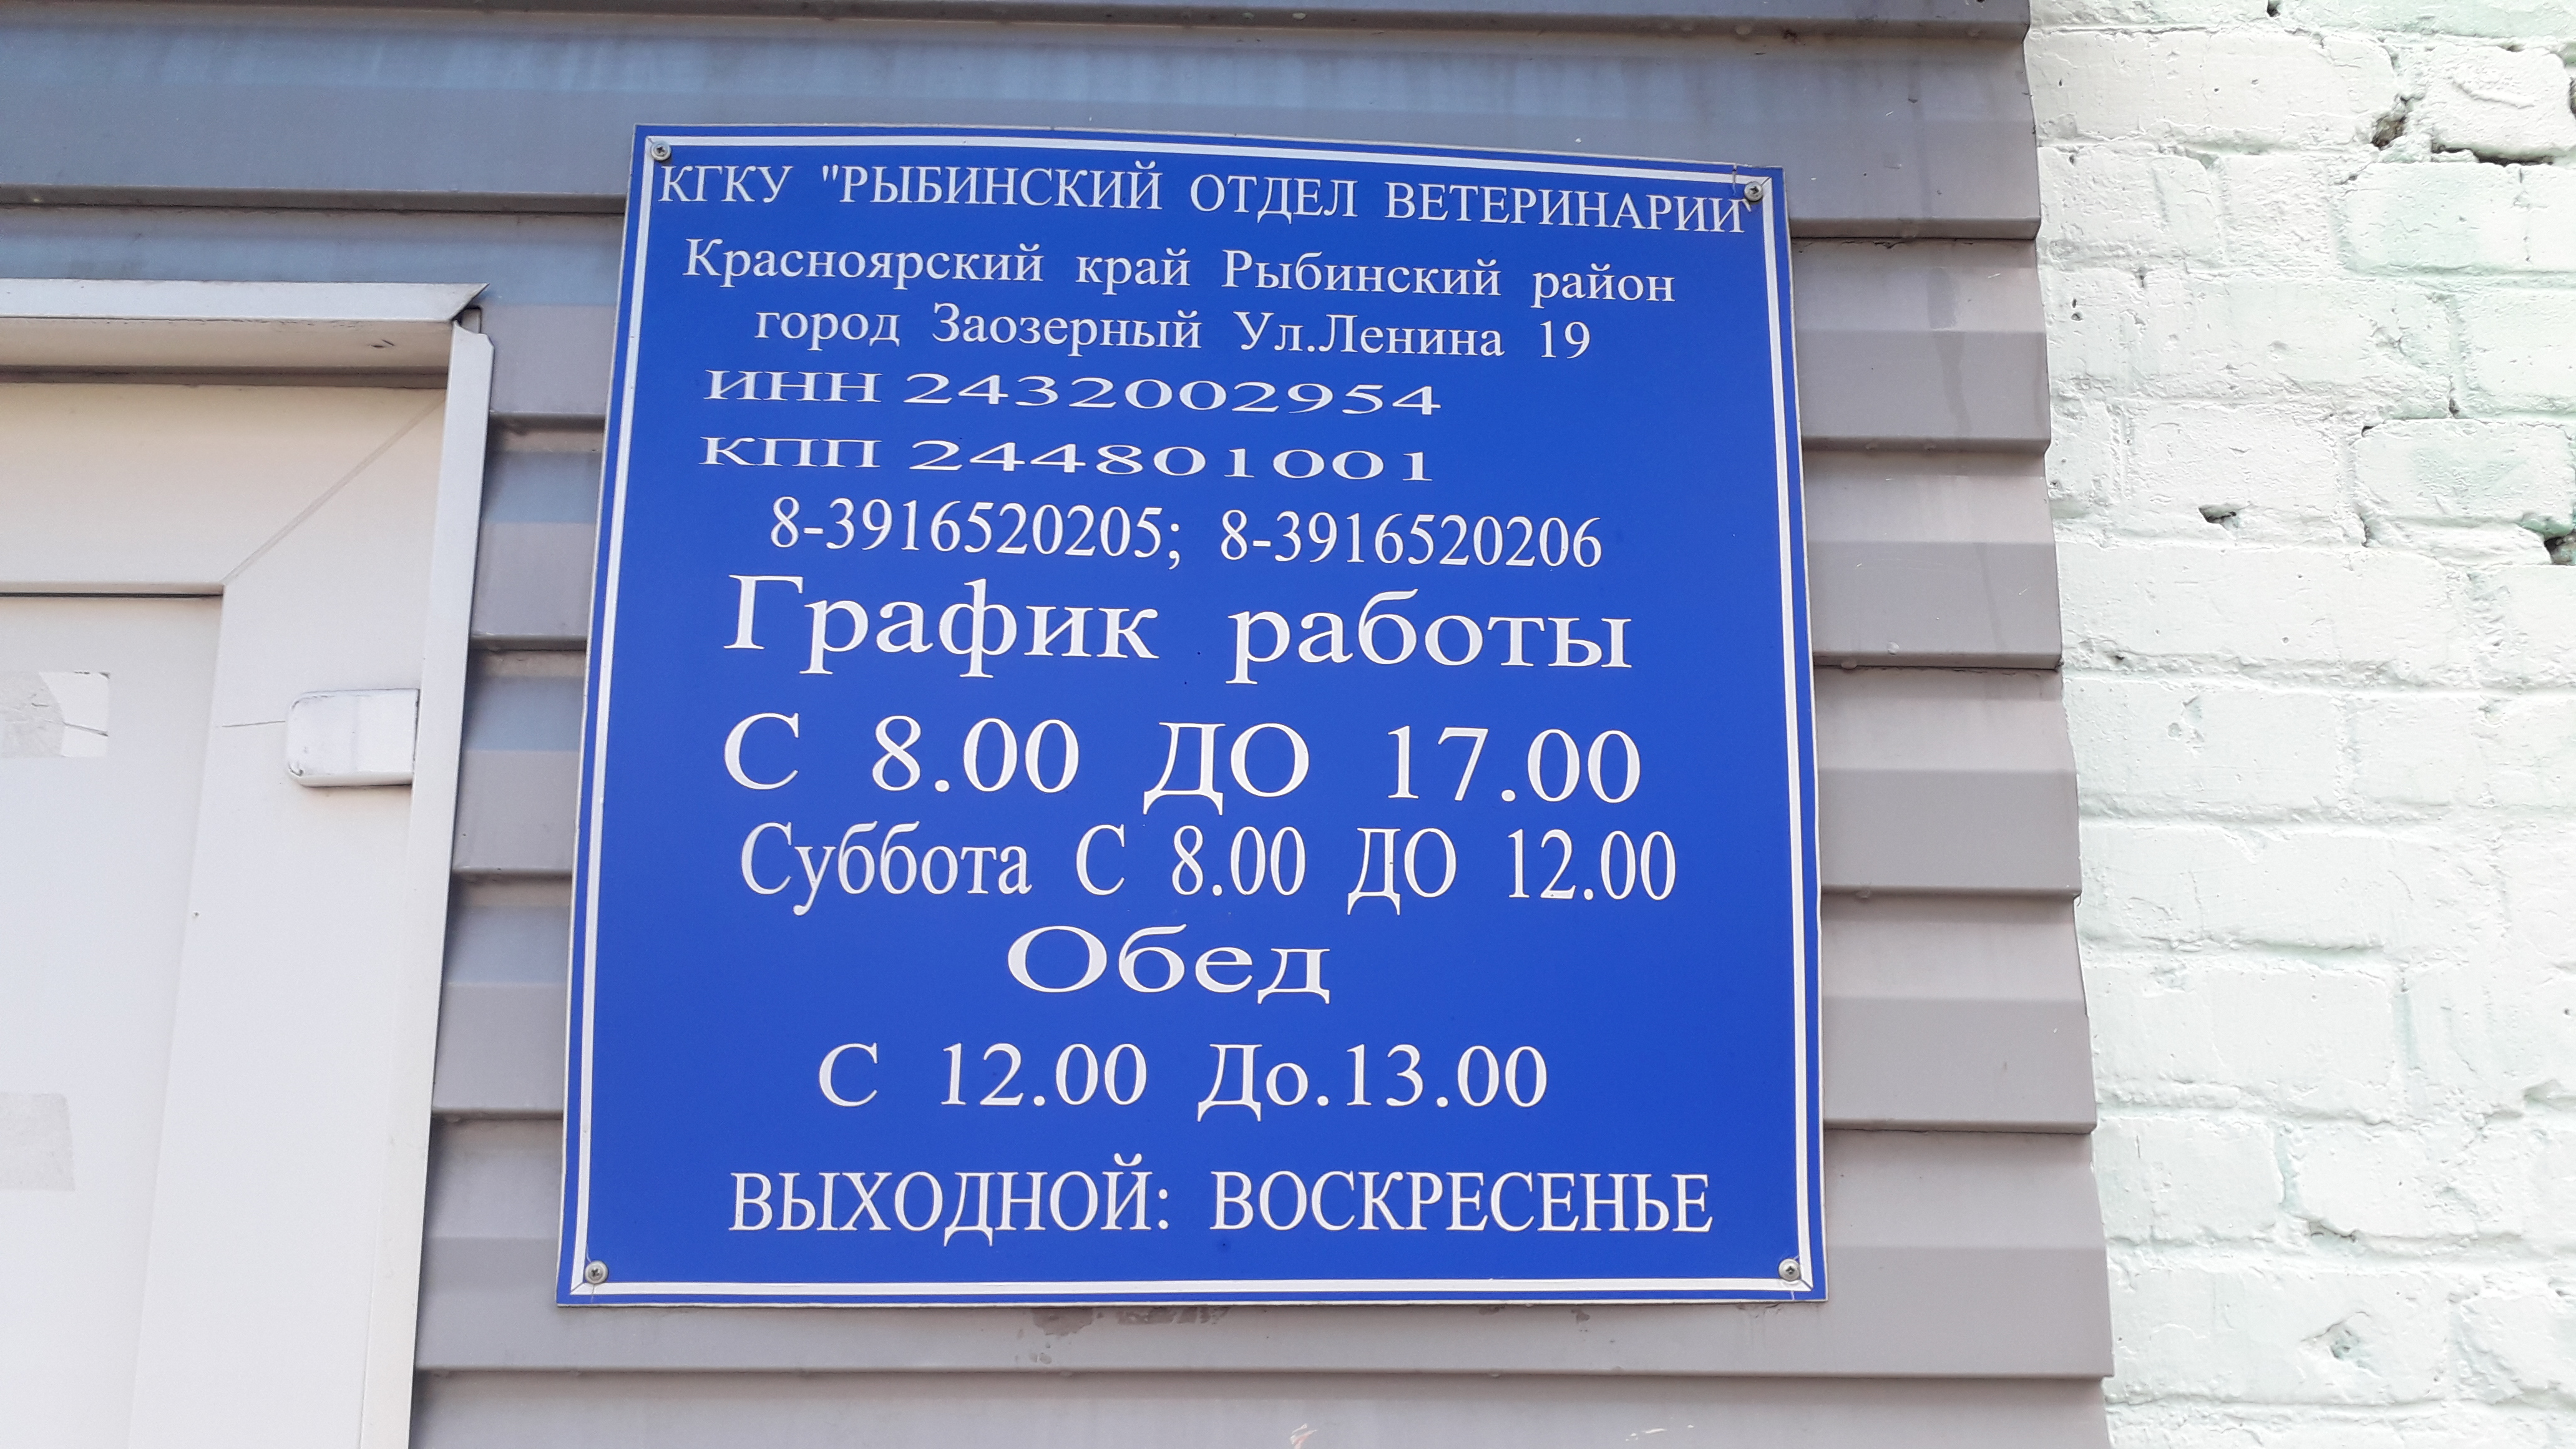 КГКУ "РЫБИНСКИЙ ОТДЕЛ ВЕТЕРИНАРИИ"
Красноярский край Рыбинский район
город Заозерный Ул.Ленина 19
ИНН 2432002954
КПП 244801001
8-3916520205; 8-3916520206
График работы
С 8.00 ДО 17.00
Суббота С 8.00 ДО 12.00
Обед
С 12.00 До.13.00
ВЫХОДНОЙ: ВОСКРЕСЕНЬЕ